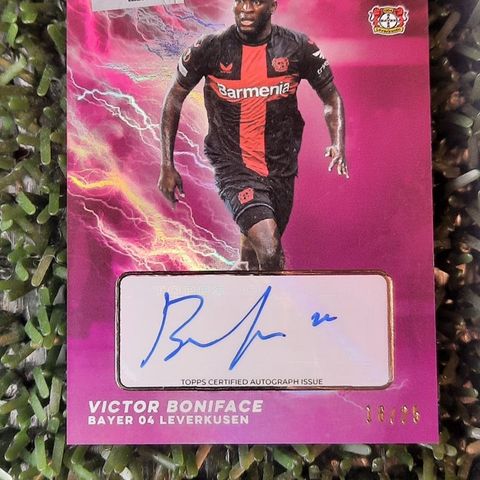 Barmenia
TOPPS CERTIFIED AUTOGRAPH ISSUE
VICTOR BONIFACE
BAYER 04 LEVERKUSEN